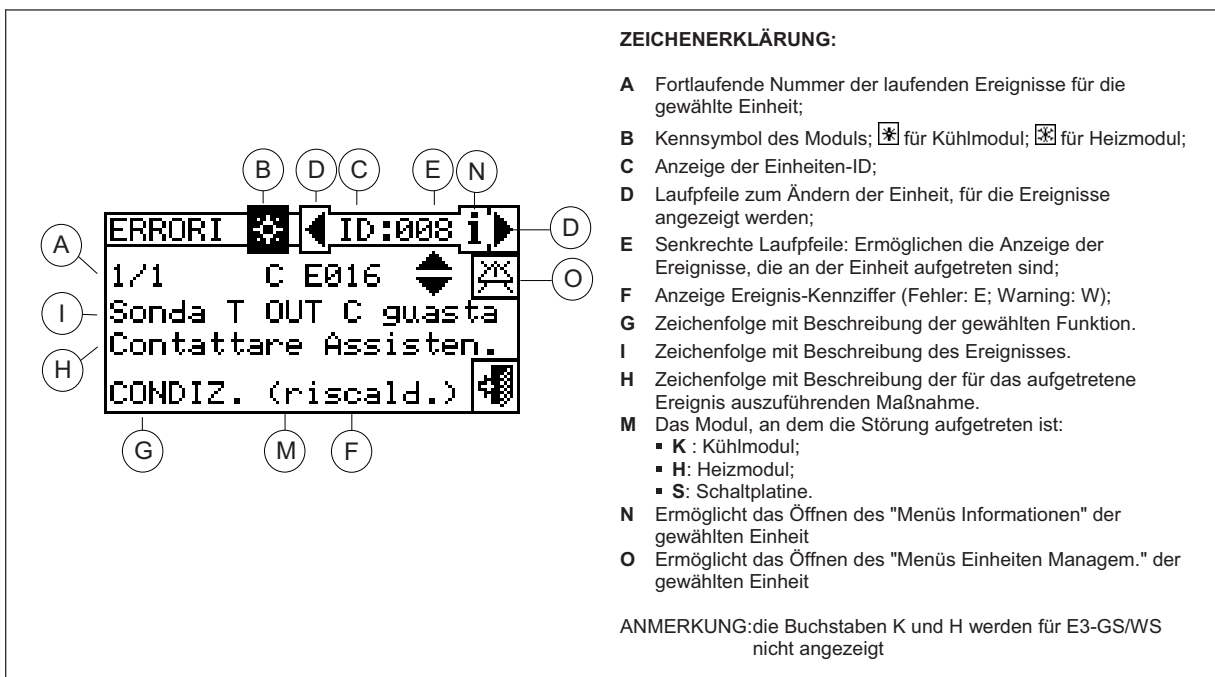 B D C E N
ERRORI ID:008 i
A D
1/1 C E016
O
I Sonda T OUT C guasta
H Contattare Assisten.
CONDIZ. (riscald.)
G M F
ZEICHENERKLÄRUNG:
A Fortlaufende Nummer der laufenden Ereignisse für die
gewählte Einheit;
B Kennsymbol des Moduls; für Kühlmodul; für Heizmodul;
C Anzeige der Einheiten-ID;
D Laufpfeile zum Ändern der Einheit, für die Ereignisse
angezeigt werden;
E Senkrechte Laufpfeile: Ermöglichen die Anzeige der
Ereignisse, die an der Einheit aufgetreten sind;
F Anzeige Ereignis-Kennziffer (Fehler: E; Warning: W);
G Zeichenfolge mit Beschreibung der gewählten Funktion.
I Zeichenfolge mit Beschreibung des Ereignisses.
H Zeichenfolge mit Beschreibung der für das aufgetretene
Ereignis auszuführenden Maßnahme.
M Das Modul, an dem die Störung aufgetreten ist:
▪ K : Kühlmodul;
▪ H: Heizmodul;
▪ S: Schaltplatine.
N Ermöglicht das Öffnen des "Menüs Informationen" der
gewählten Einheit
O Ermöglicht das Öffnen des "Menüs Einheiten Managem." der
gewählten Einheit
ANMERKUNG:die Buchstaben K und H werden für E3-GS/WS
nicht angezeigt